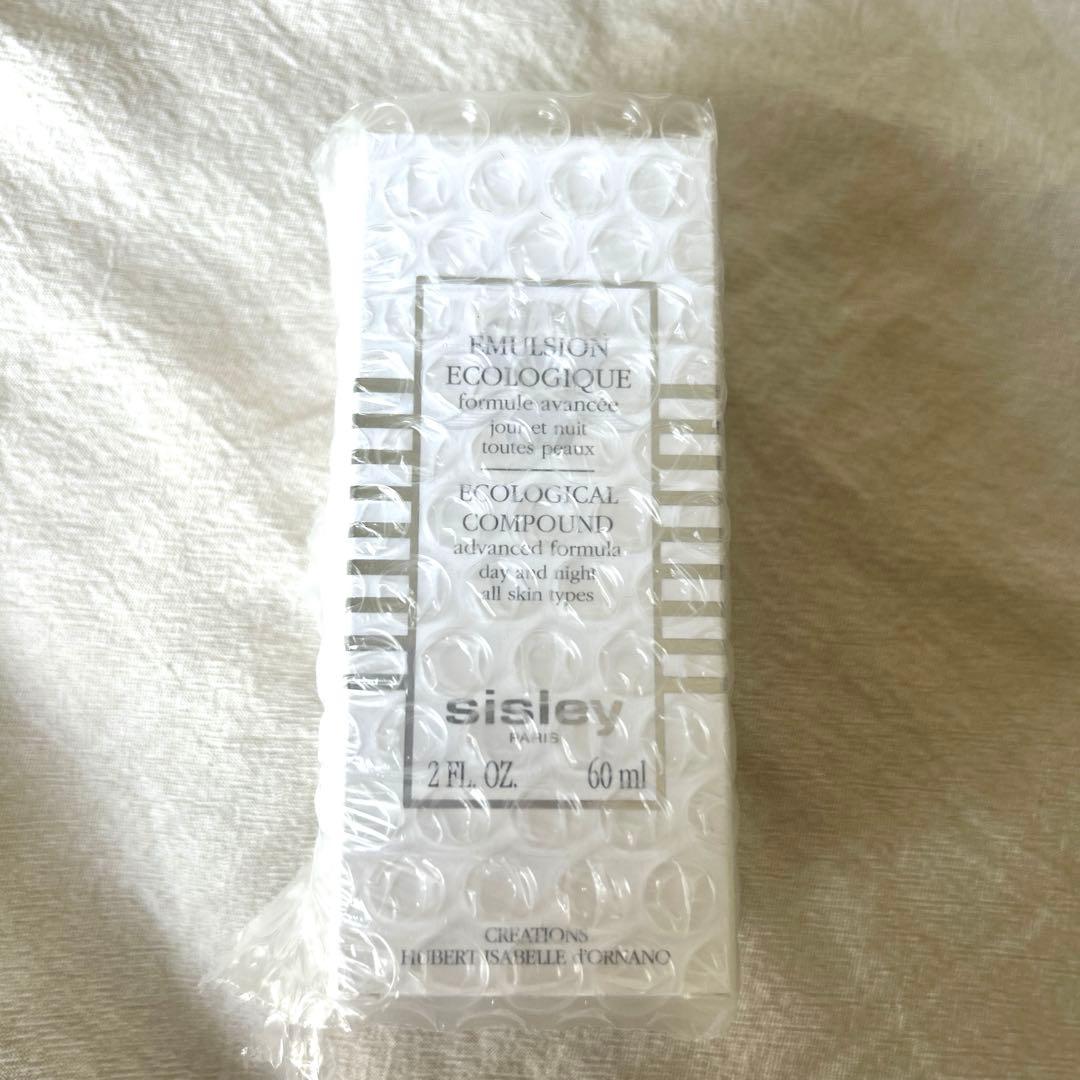 EMULSION
ECOLOGIQUE
formule avancée
jour et nuit
toutes peaux
ECOLOGICAL
COMPOUND
advanced formula
day and night
all skin types
sisley
PARIS
2 FL. OZ. 60 ml
CREATIONS
HUBERT ISABELLE d'ORNANO